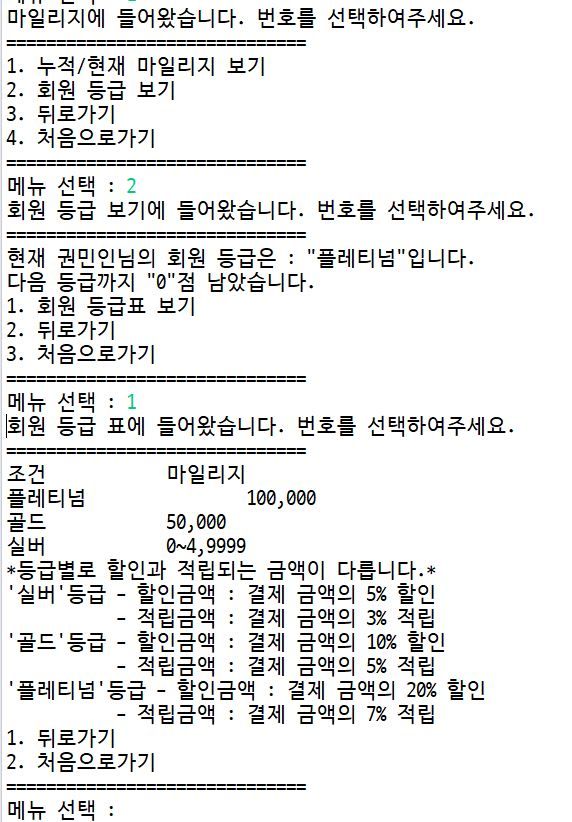 마일리지에 들어왔습니다. 번호를 선택하여주세요.
==============================
1. 누적/현재 마일리지 보기
2. 회원 등급 보기
3. 뒤로가기
4. 처음으로가기
==============================
메뉴 선택 : 2
회원 등급 보기에 들어왔습니다. 번호를 선택하여주세요.
==============================
현재 권민인님의 회원 등급은 : "플레티넘"입니다.
다음 등급까지 "0"점 남았습니다.
1. 회원 등급표 보기
2. 뒤로가기
3. 처음으로가기
==============================
메뉴 선택 : 1
회원 등급 표에 들어왔습니다. 번호를 선택하여주세요.
==============================
조건 마일리지
플레티넘 100,000
골드 50,000
실버 0~4,9999
*등급별로 할인과 적립되는 금액이 다릅니다.*
'실버'등급 - 할인금액 : 결제 금액의 5% 할인
- 적립금액 : 결제 금액의 3% 적립
'골드'등급 - 할인금액 : 결제 금액의 10% 할인
- 적립금액 : 결제 금액의 5% 적립
'플레티넘'등급 - 할인금액 : 결제 금액의 20% 할인
- 적립금액 : 결제 금액의 7% 적립
1. 뒤로가기
2. 처음으로가기
==============================
메뉴 선택 :